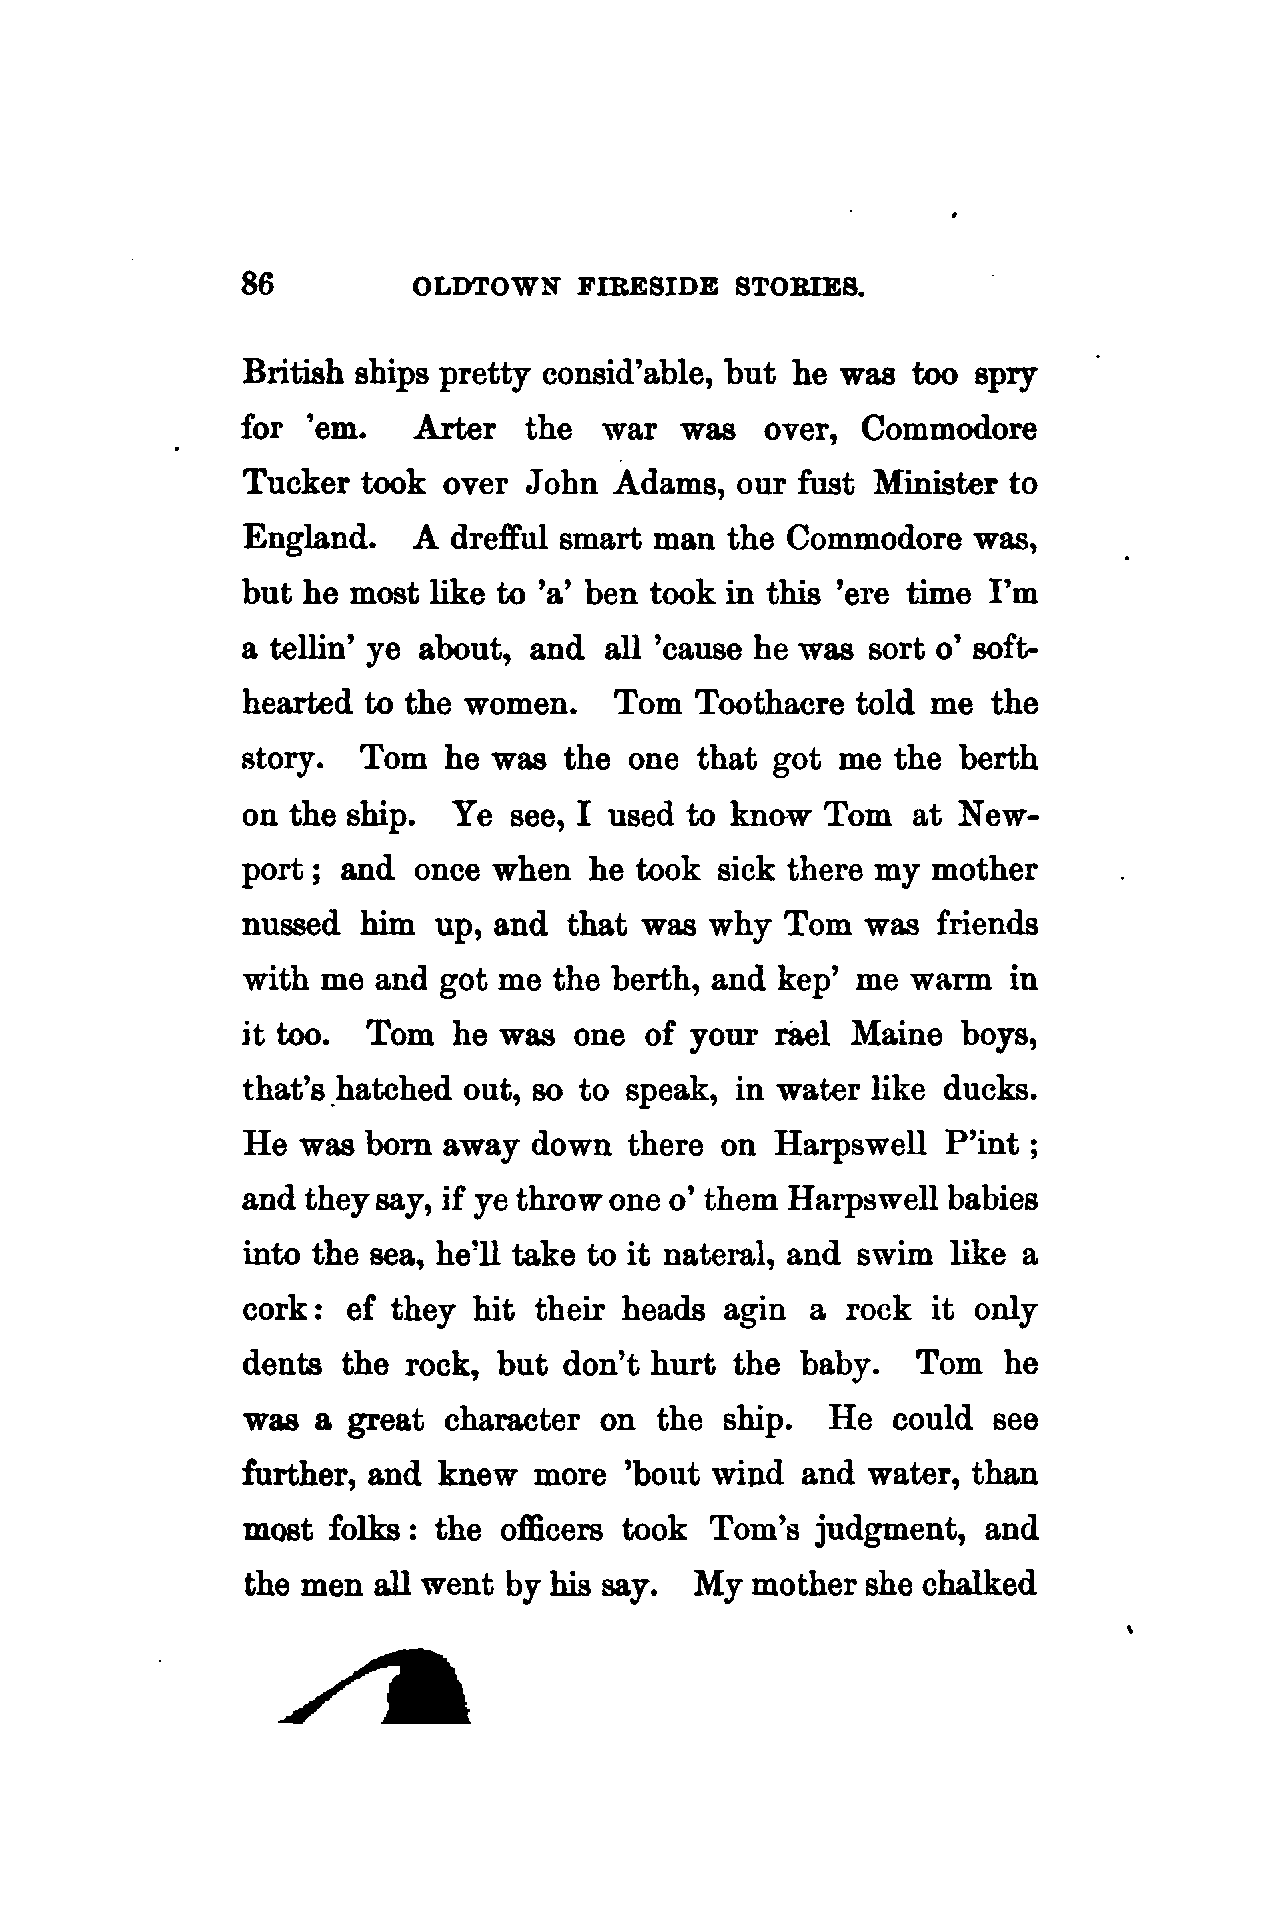 86 OLDTOWN FIRESIDE STORIES.
British ships pretty consid'able, but he was too spry
for 'em. Arter the war was over, Commodore
Tucker took over John Adams, our fust Minister to
England. A drefful smart man the Commodore was,
but he most like to 'a' ben took in this 'ere time I'm
a tellin' ye about, and all 'cause he was sort o' soft-
hearted to the women. Tom Toothacre told me the
story. Tom he was the one that got me the berth
on the ship. Ye see, I used to know Tom at New-
port; and once when he took sick there my mother
nussed him up, and that was why Tom was friends
with me and got me the berth, and kep' me warm in
it too. Tom he was one of your rael Maine boys,
that's hatched out, so to speak, in water like ducks.
He was born away down there on Harpswell P'int;
and they say, if ye throw one o' them Harpswell babies
into the sea, he'll take to it nateral, and swim like a
cork: ef they hit their heads agin a rock it only
dents the rock, but don't hurt the baby. Tom he
was a great character on the ship. He could see
further, and knew more 'bout wind and water, than
most folks: the officers took Tom's judgment, and
the men all went by his say. My mother she chalked